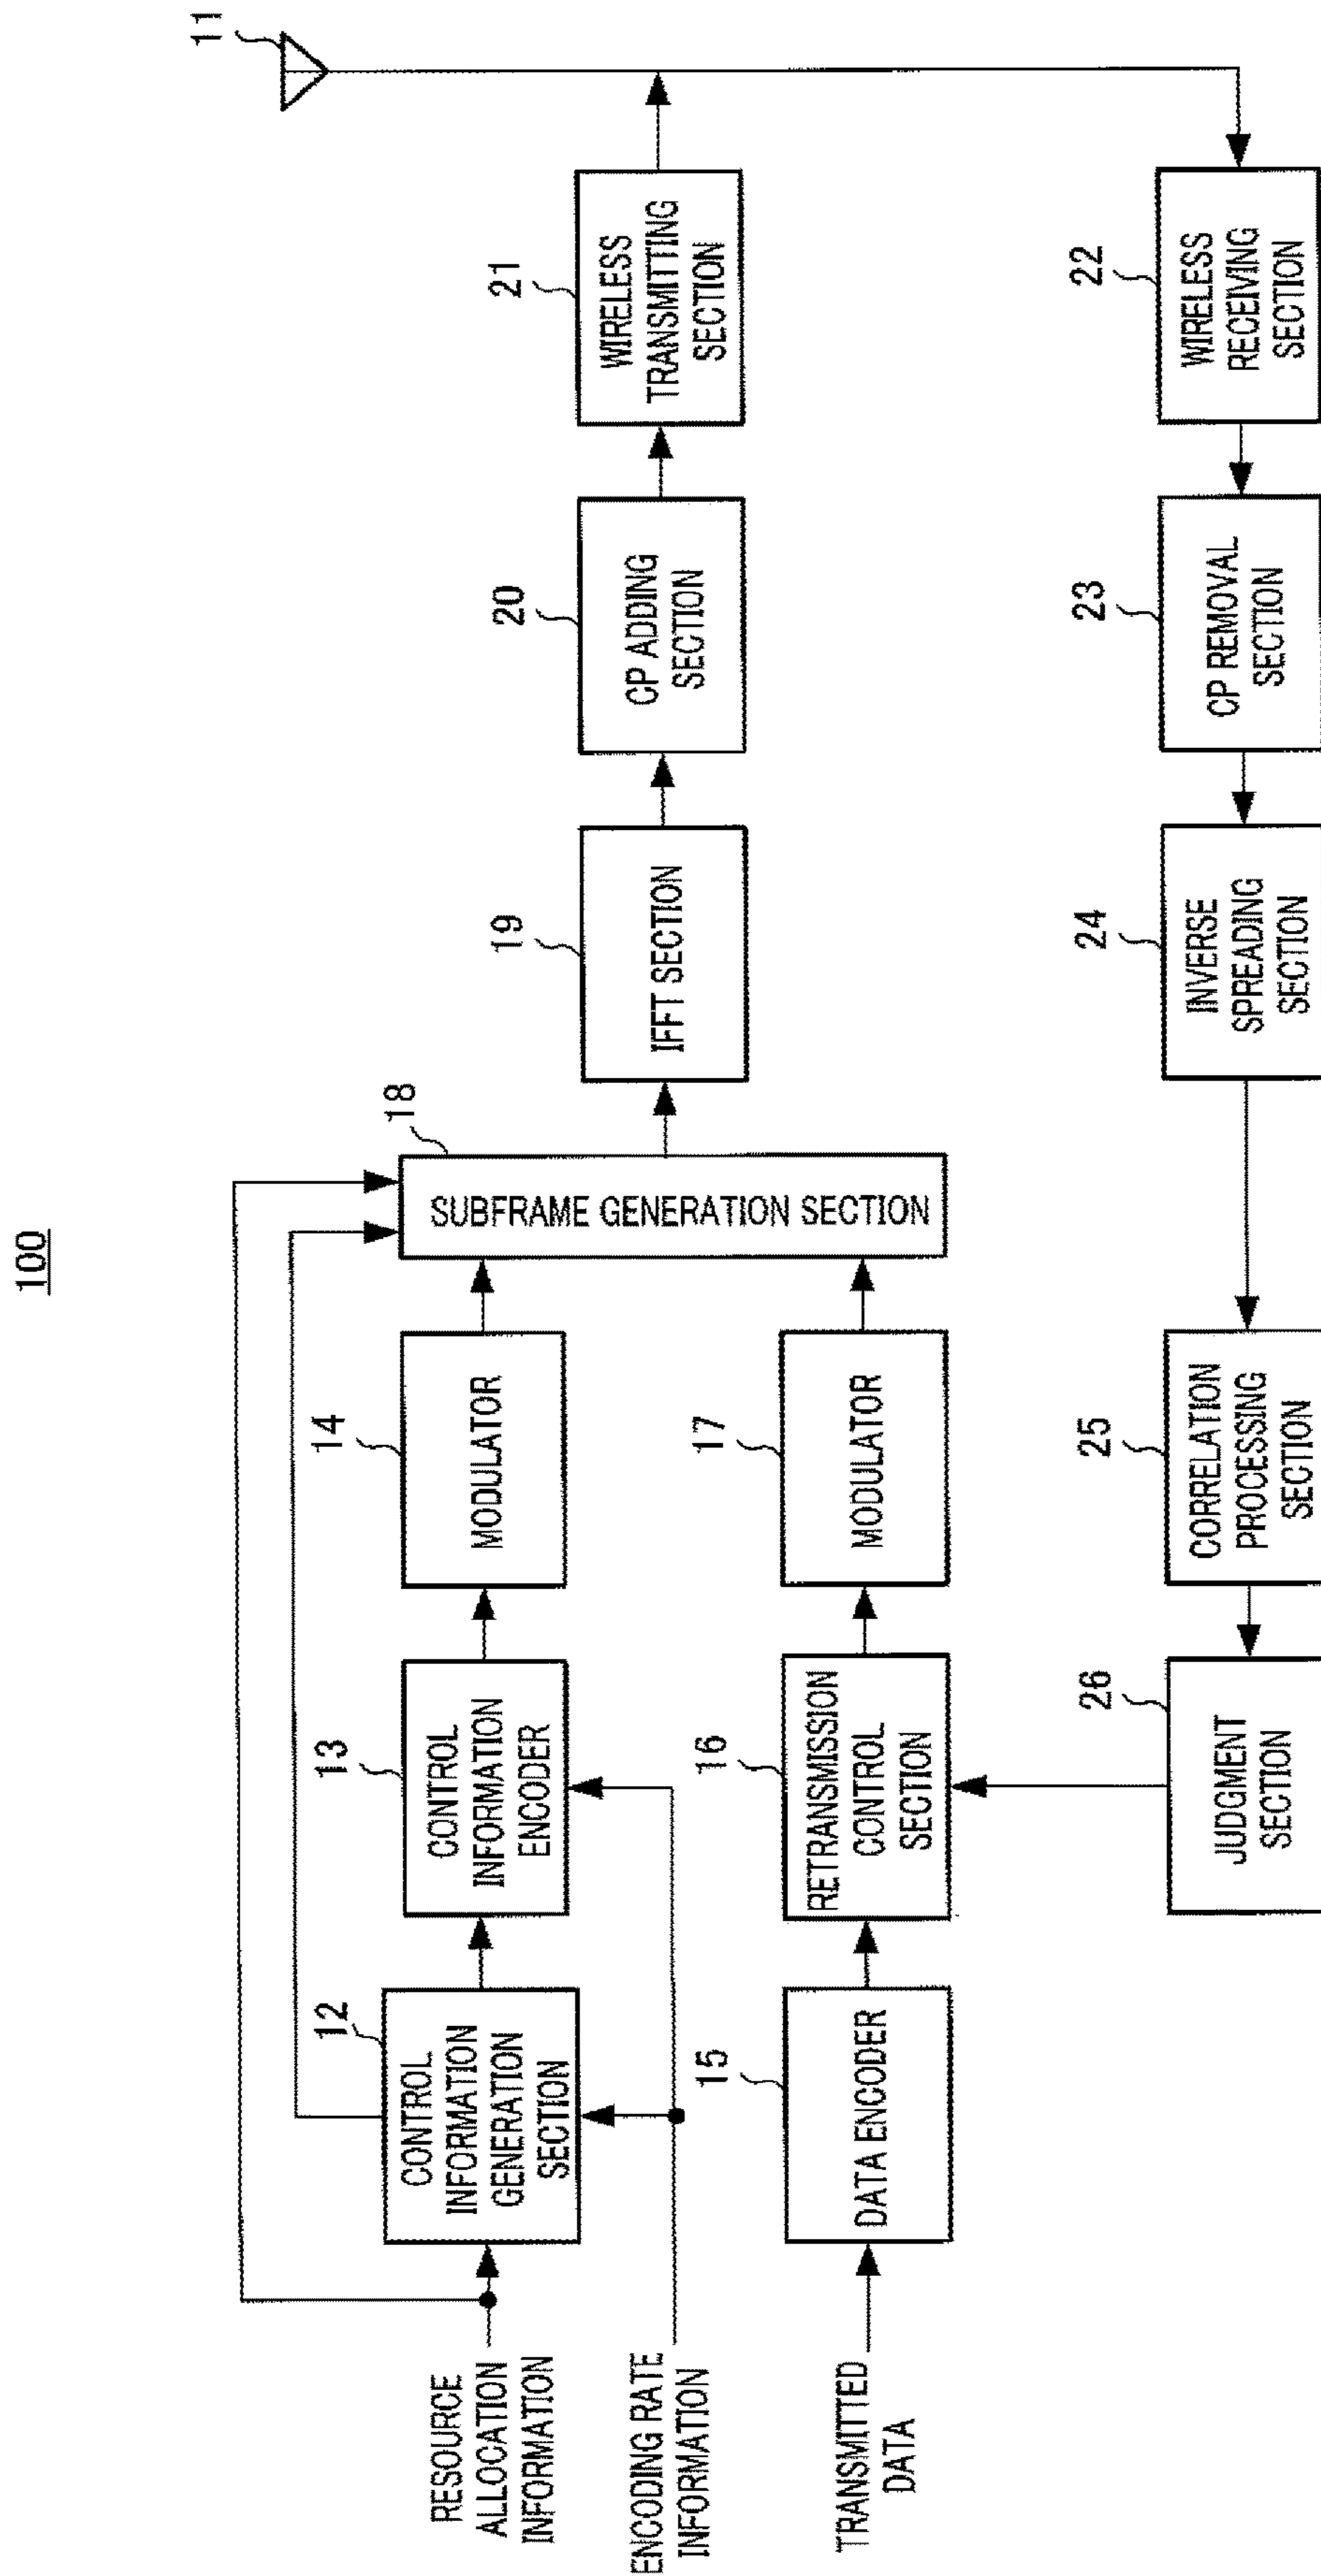 100
11
RESOURCE
ALLOCATION
INFORMATION
12
CONTROL
INFORMATION
GENERATION
SECTION
13
CONTROL
INFORMATION
ENCODER
14
MODULATOR
18
SUBFRAME GENERATION SECTION
19
IFFT SECTION
20
CP ADDING
SECTION
21
WIRELESS
TRANSMITTING
SECTION
ENCODING RATE
INFORMATION
TRANSMITTED
DATA
15
DATA ENCODER
16
RETRANSMISSION
CONTROL
SECTION
17
MODULATOR
26
JUDGMENT
SECTION
25
CORRELATION
PROCESSING
SECTION
24
INVERSE
SPREADING
SECTION
23
CP REMOVAL
SECTION
22
WIRELESS
RECEIVING
SECTION